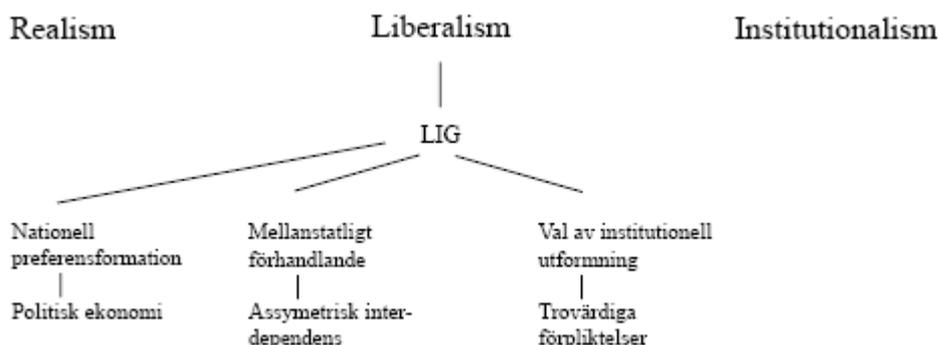 Realism
Liberalism
Institutionalism
LIG
Nationell
preferensformation
Politisk ekonomi
Mellanstatligt
förhandlande
Assymetrisk inter-
dependens
Val av institutionell
utformning
Trovärdiga
förpliktelser